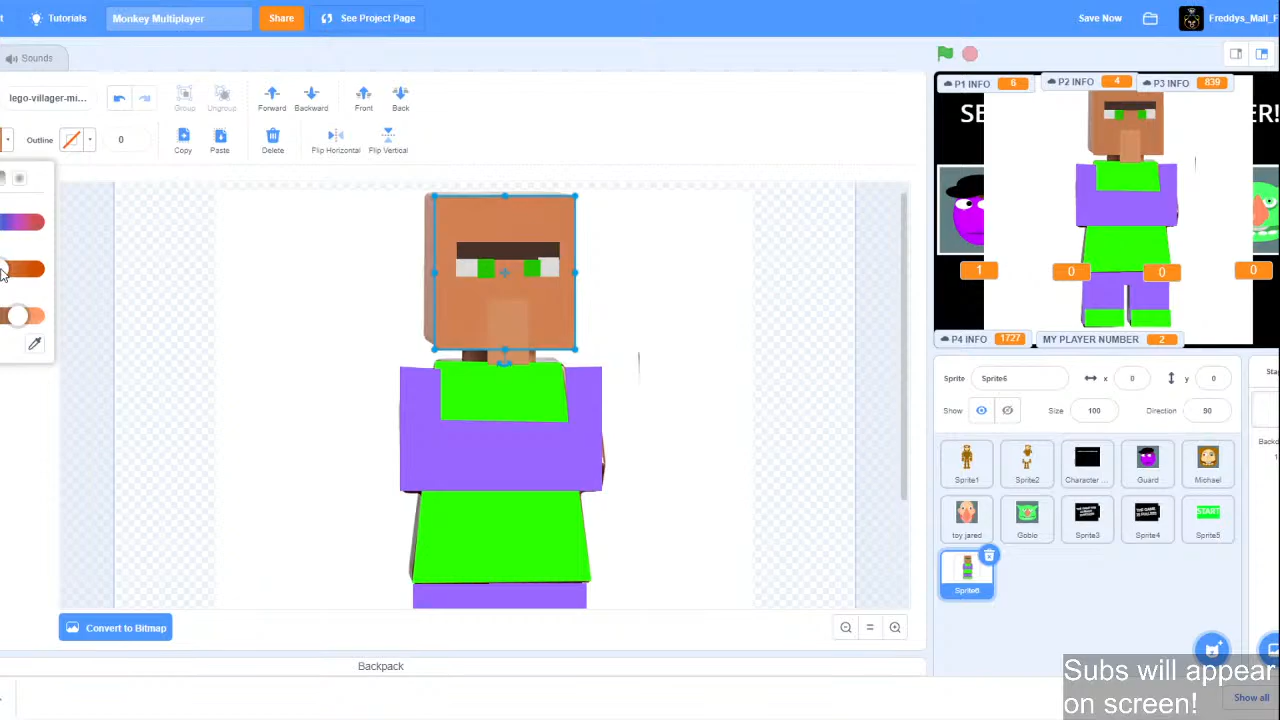 Tutorials
Monkey Multiplayer
Share
See Project Page
Save Now
Freddys_Mall_F
Sounds
lego-villager-mi...
Group
Ungroup
Forward
Backward
Front
Back
Outline
0
Copy
Paste
Delete
Flip Horizontal
Flip Vertical
P1 INFO 6
P2 INFO 4
P3 INFO 839
SE
ER!
1
0
0
0
P4 INFO 1727
MY PLAYER NUMBER 2
Sprite
Sprite6
x
0
y
0
Show
Size
100
Direction
90
Sprite1
Sprite2
Character ...
Guard
Michael
toy jared
Gobio
Sprite3
Sprite4
START
Sprite5
Sprite6
Convert to Bitmap
Backpack
Subs will appear
on screen!
Show all